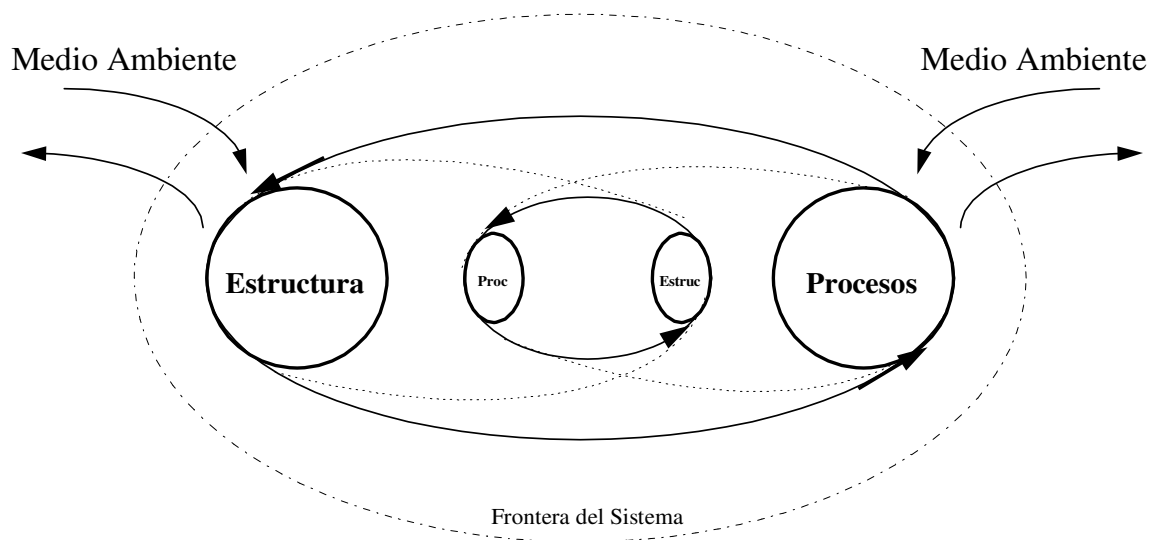 Medio Ambiente
Medio Ambiente
Estructura
Proc
Estruc
Procesos
Frontera del Sistema